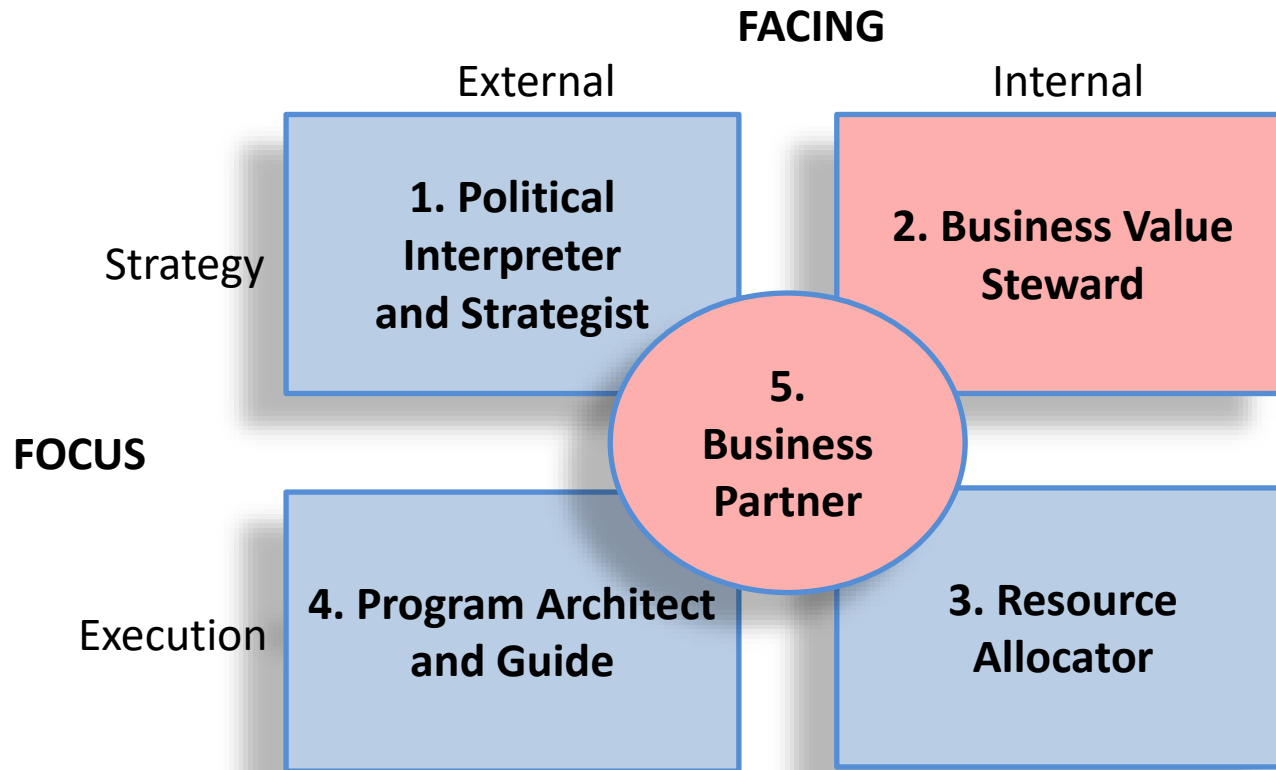 FACING
External
Internal
1. Political
Interpreter
and Strategist
2. Business Value
Steward
Strategy
5.
Business
Partner
FOCUS
4. Program Architect
and Guide
3. Resource
Allocator
Execution